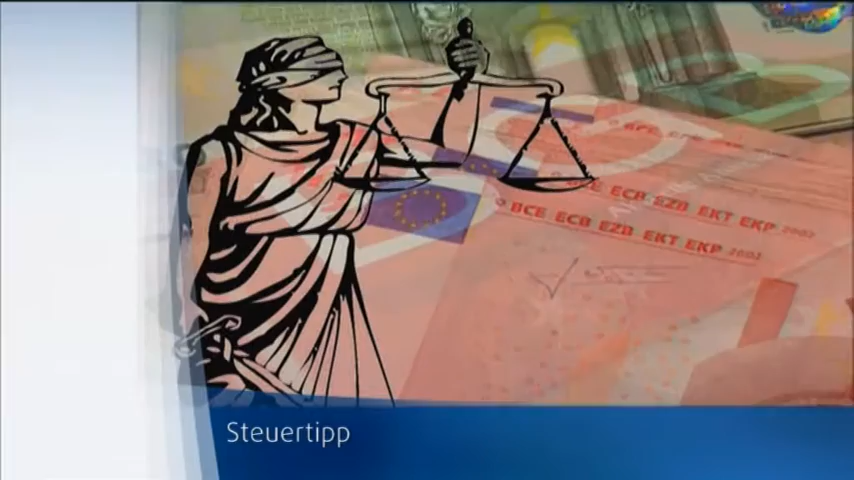 BCE ECB EZB EKT EKP 2002
© BCE ECB EZB EKT EKP 2002
Steuertipp